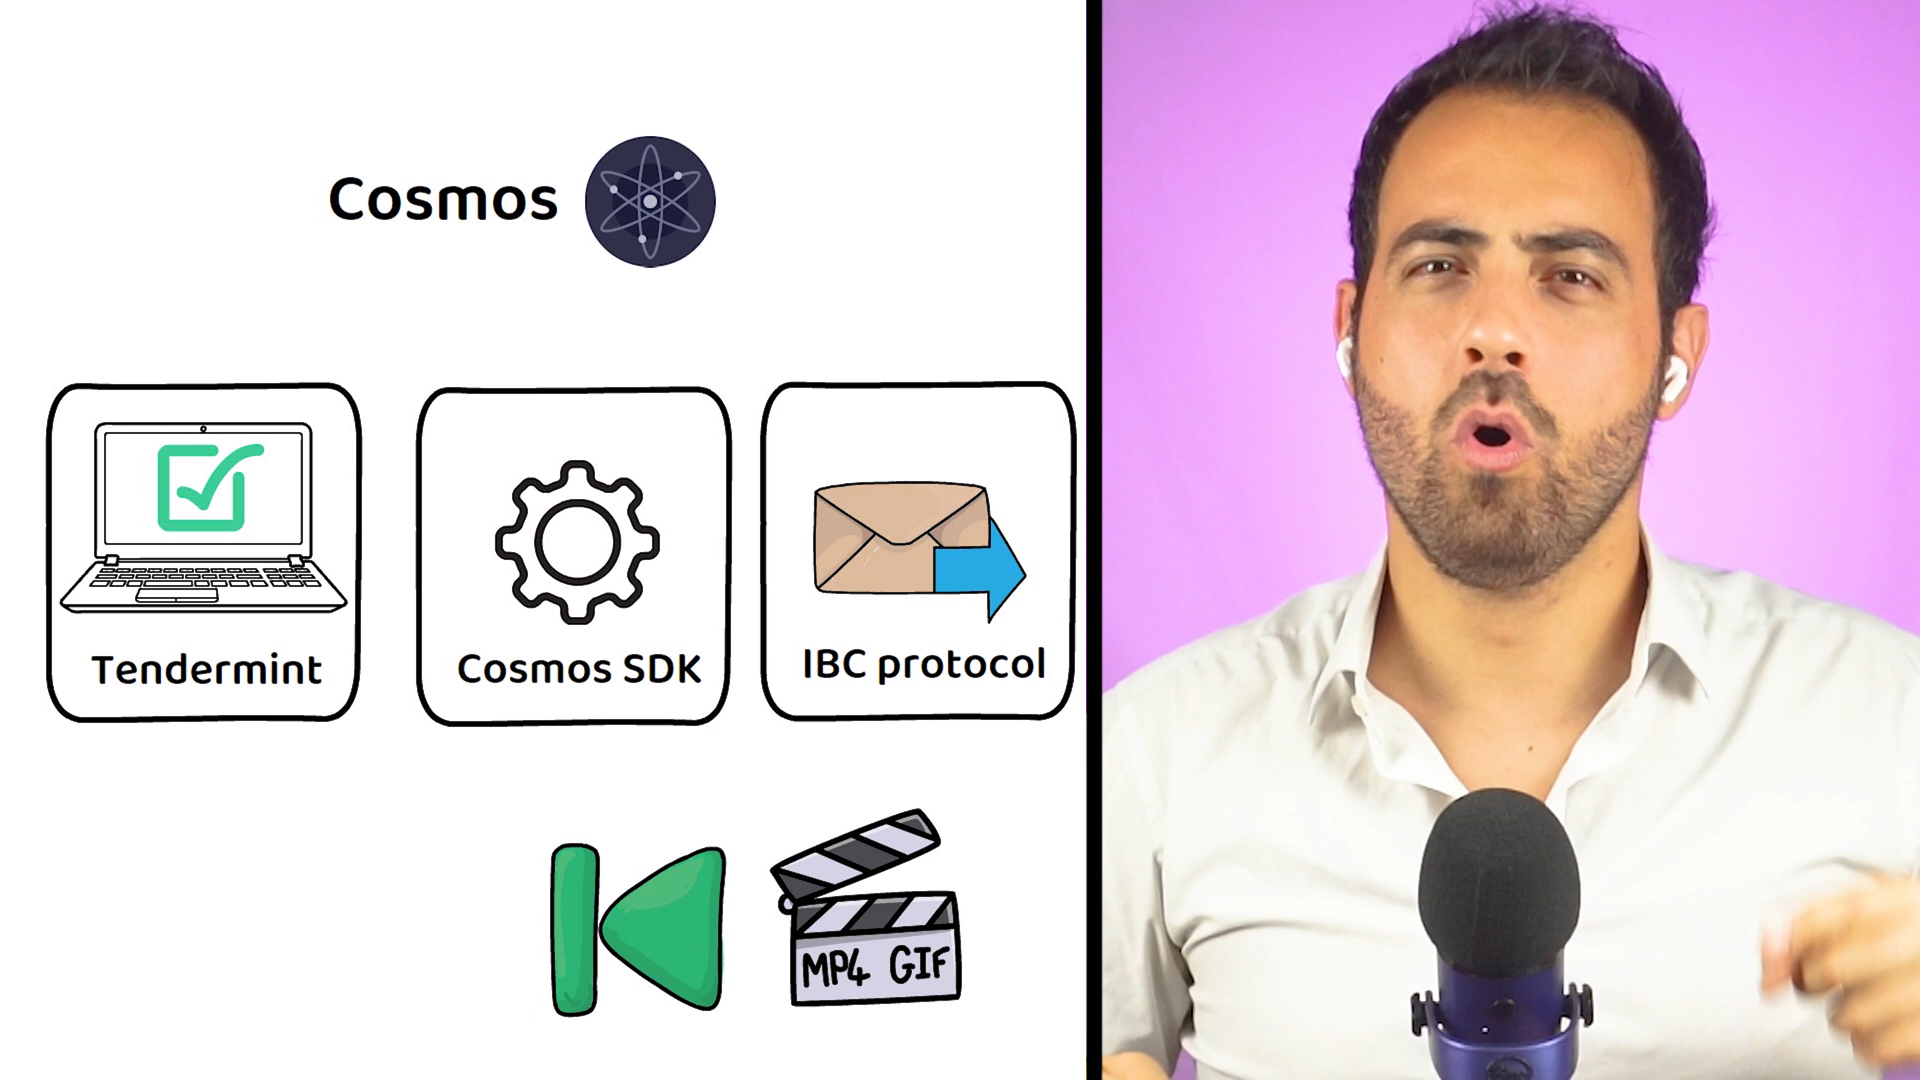 Cosmos
Tendermint
Cosmos SDK
IBC protocol
MP4 GIF